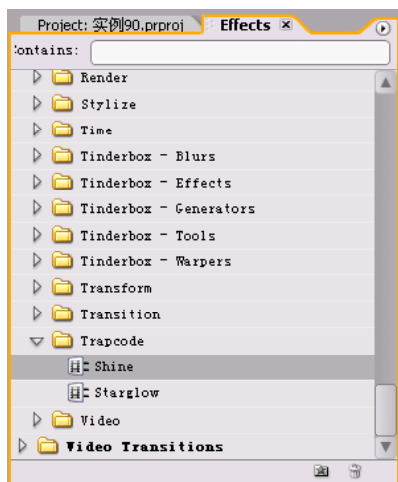 Project: 实例90.prproj Effects
ontains:
Render
Stylize
Time
Tinderbox - Blurs
Tinderbox - Effects
Tinderbox - Generators
Tinderbox - Tools
Tinderbox - Warpers
Transform
Transition
Trapcode
Shine
Starglow
Video
Video Transitions